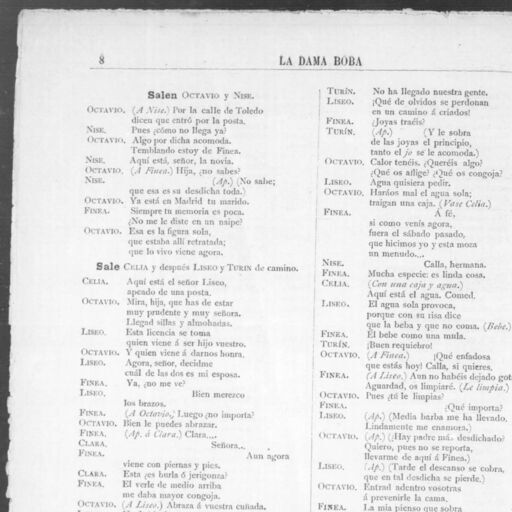 8
LA DAMA BOBA
Salen OCTAVIO y NISE.
OCTAVIO. (A Nise.) Por la calle de Toledo
dicen que entró por la posta.
NISE. Pues ¿cómo no llega ya?
OCTAVIO. Algo por dicha acomoda.
Temblando estoy de Finea.
NISE. Aquí está, señor, la novia.
OCTAVIO. (A Finea.) Hija, ¿no sabes?
NISE. (Ap.) (No sabe;
que esa es su desdicha toda.)
OCTAVIO. Ya está en Madrid tu marido.
FINEA. Siempre tu memoria es poca.
¿No me le diste en un naipe?
OCTAVIO. Esa es la figura sola,
que estaba allí retratada;
que lo vivo viene agora.
Sale CELIA y después LISEO y TURIN de camino.
CELIA. Aquí está el señor Liseo,
apeado de una posta.
OCTAVIO. Mira, hija, que has de estar
muy prudente y muy señora.
Llegad sillas y almohadas.
LISEO. Esta licencia se toma
quien viene á ser hijo vuestro.
OCTAVIO. Y quien viene á darnos honra.
LISEO. Agora, señor, decidme
cuál de las dos es mi esposa.
FINEA. Ya, ¿no me ve?
LISEO. Bien merezco
los brazos.
FINEA. (A Octavio.) Luego ¿no importa?
OCTAVIO. Bien le puedes abrazar.
FINEA. (Ap. á Clara.) Clara....
CLARA. Señora...
FINEA. Aun agora
viene con piernas y pies.
CLARA. Esta ¿es burla ó jerigonza?
FINEA. El verle de medio arriba
me daba mayor congoja.
OCTAVIO. (A Liseo.) Abraza á vuestra cuñada.
TURÍN. No ha llegado nuestra gente.
LISEO. ¡Qué de olvidos se perdonan
en un camino á criados!
FINEA. ¿Joyas traéis?
TURÍN. (Ap.) (Y le sobra
de las joyas el principio,
tanto el jo se le acomoda.)
OCTAVIO. Calor tenéis. ¿Queréis algo?
¿Qué os aflige? ¿Qué os congoja?
LISEO. Agua quisiera pedir.
OCTAVIO. Haráos mal el agua sola;
traigan una caja. (Vase Celia.)
FINEA. Á fé,
si como venís agora,
fuera el sábado pasado,
que hicimos yo y esta moza
un menudo....
NISE. Calla, hermana.
FINEA. Mucha especie: es linda cosa.
CELIA. (Con una caja y agua.)
Aquí está el agua. Comed.
LISEO. El agua sola provoca,
porque con su risa dice
que la beba y que no coma. (Bebe.)
FINEA. Él bebe como una mula.
TURÍN. ¡Buen requiebro!
OCTAVIO. (A Finea.) ¡Qué enfadosa
que estás hoy! Calla, si quieres.
FINEA. (A Liseo.) Aun no habéis dejado got
Aguardad, os limpiaré. (Le limpia.)
OCTAVIO. Pues ¿tú le limpias?
FINEA. ¿Qué importa?
LISEO. (Ap.) (Media barba me ha llevado.
Lindamente me enamora.)
OCTAVIO. (Ap.) (¿Hay padre más desdichado?
Quiero, pues no se reporta,
llevarme de aquí á Finea.)
LISEO. (Ap.) (Tarde el descanso se cobra,
que en tal desdicha se pierde.)
OCTAVIO. Entrad adentro vosotras
á prevenirle la cama.
FINEA. La mía pienso que sobra